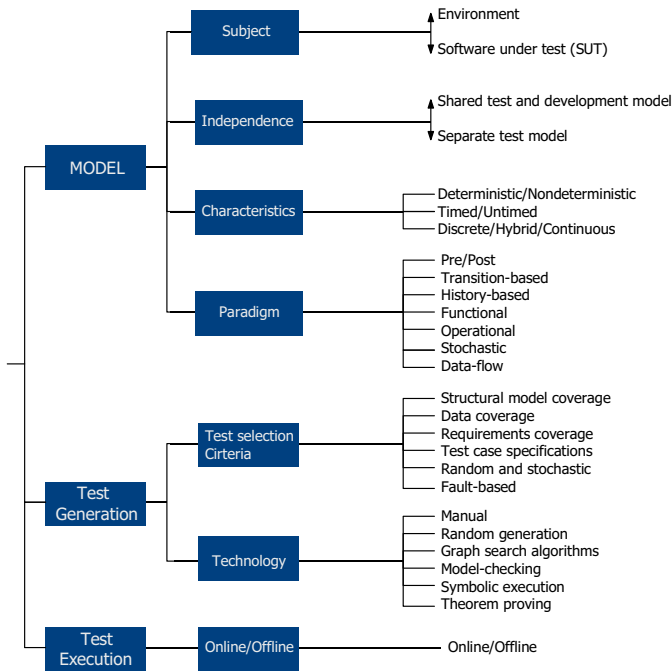 Environment
Subject
Software under test (SUT)
Shared test and development model
Independence
Separate test model
MODEL
Deterministic/Nondeterministic
Characteristics
Timed/Untimed
Discrete/Hybrid/Continuous
Pre/Post
Transition-based
History-based
Paradigm
Functional
Operational
Stochastic
Data-flow
Structural model coverage
Data coverage
Test selection
Cirteria
Requirements coverage
Test case specifications
Random and stochastic
Fault-based
Test
Generation
Manual
Random generation
Graph search algorithms
Technology
Model-checking
Symbolic execution
Theorem proving
Test
Execution
Online/Offline
Online/Offline